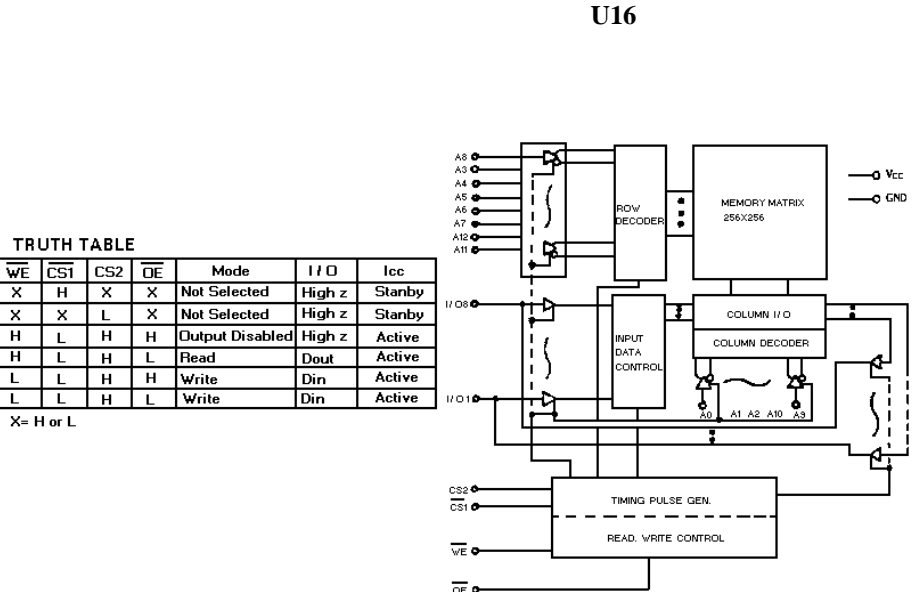 U16
TRUTH TABLE
WE CS1 CS2 OE Mode I / O Icc
X H X X Not Selected High z Stanby
X X L X Not Selected High z Stanby
H L H H Output Disabled High z Active
H L H L Read Dout Active
L L H H Write Din Active
L L H L Write Din Active
X= H or L
A8
A3
A4
A5
A6
A7
A12
A11
ROW
DECODER
MEMORY MATRIX
256X256
Vcc
GND
I/ O8
INPUT
DATA
CONTROL
COLUMN I/ O
COLUMN DECODER
I/ O1
A0 A1 A2 A10 A9
CS2
CS1
TIMING PULSE GEN.
READ. WRITE CONTROL
WE
OE